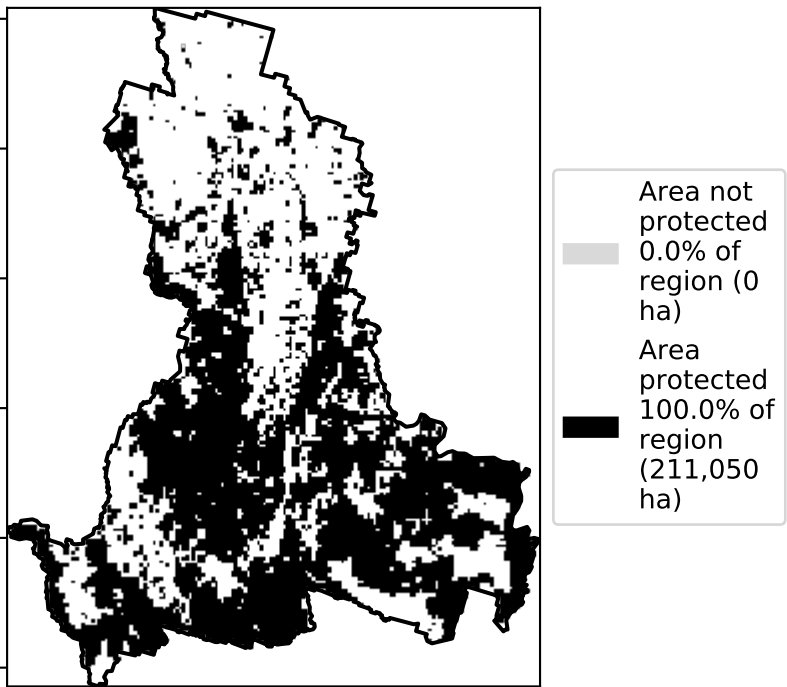 Area not
protected
0.0% of
region (0
ha)
Area
protected
100.0% of
region
(211,050
ha)